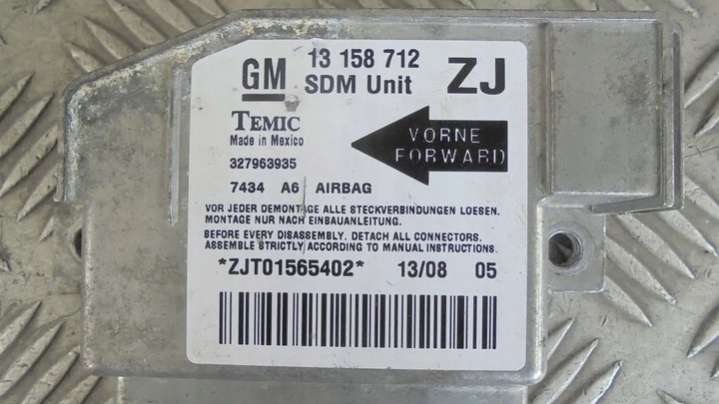 GM 13 158 712 ZJ
SDM Unit
TEMIC
Made in Mexico
VORNE
FORWARD
327963935
7434 A6 AIRBAG
VOR JEDER DEMONTAGE ALLE STECKVERBINDUNGEN LOESEN.
MONTAGE NUR NACH EINBAUANLEITUNG.
BEFORE EVERY DISASSEMBLY. DETACH ALL CONNECTORS.
ASSEMBLE STRICTLY ACCORDING TO MANUAL INSTRUCTIONS.
*ZJT01565402* 13/08 05